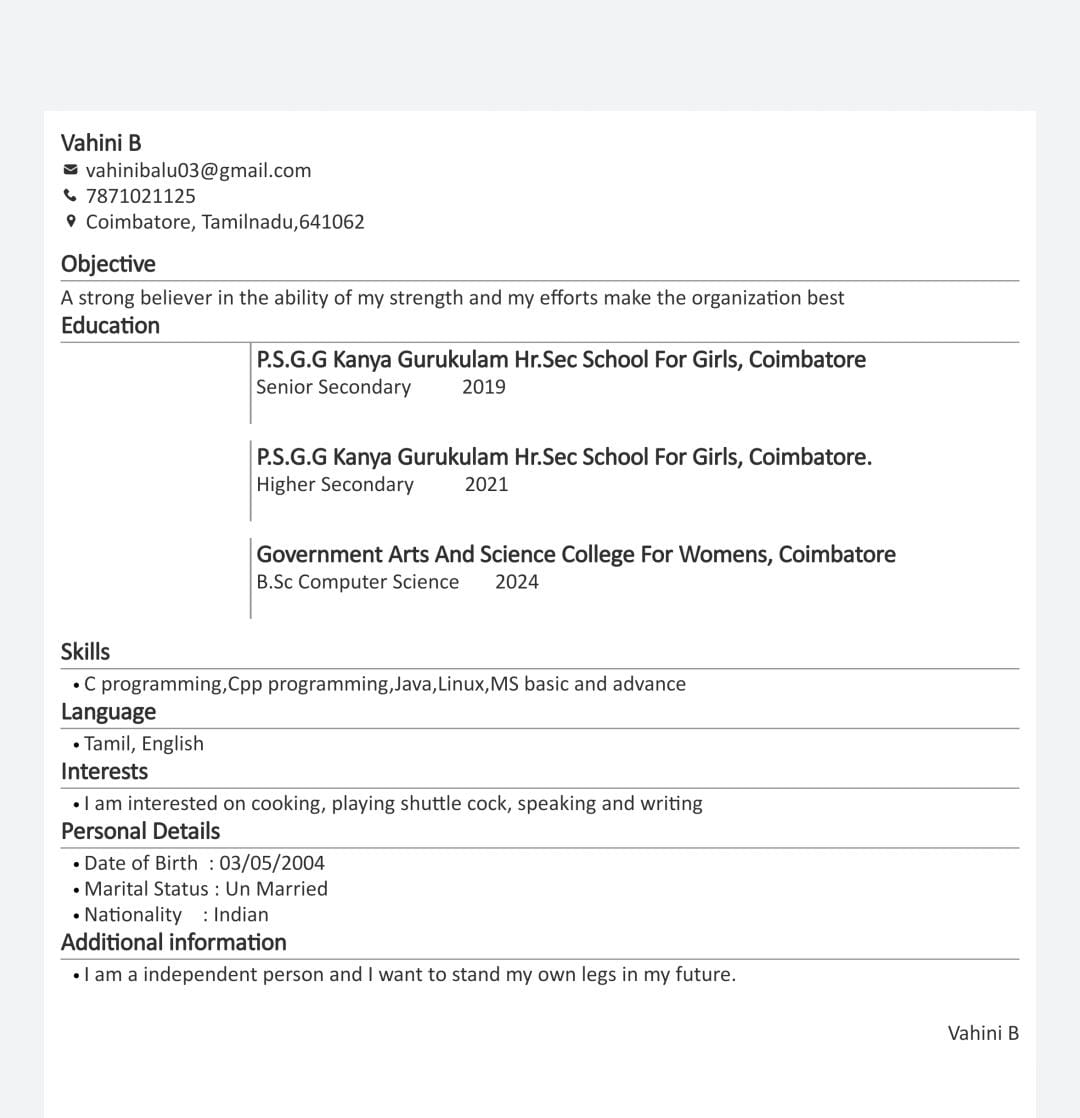 Vahini B
vahinibalu03@gmail.com
7871021125
Coimbatore, Tamilnadu,641062
Objective
A strong believer in the ability of my strength and my efforts make the organization best
Education
P.S.G.G Kanya Gurukulam Hr.Sec School For Girls, Coimbatore
Senior Secondary 2019
P.S.G.G Kanya Gurukulam Hr.Sec School For Girls, Coimbatore.
Higher Secondary 2021
Government Arts And Science College For Womens, Coimbatore
B.Sc Computer Science 2024
Skills
• C programming,Cpp programming,Java,Linux,MS basic and advance
Language
• Tamil, English
Interests
• I am interested on cooking, playing shuttle cock, speaking and writing
Personal Details
• Date of Birth : 03/05/2004
• Marital Status : Un Married
• Nationality : Indian
Additional information
• I am a independent person and I want to stand my own legs in my future.
Vahini B